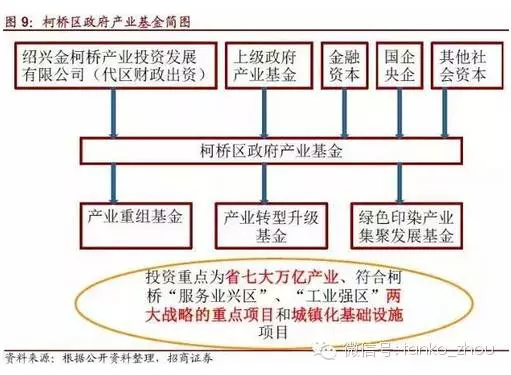 图 9：柯桥区政府产业基金简图
绍兴金柯桥产业投资发展
有限公司（代区财政出资）
上级政府
产业基金
金融
资本
国企
央企
其他社
会资本
柯桥区政府产业基金
产业重组基金
产业转型升级
基金
绿色印染产业
集聚发展基金
投资重点为省七大万亿产业、符合柯
桥“服务业兴区”、“工业强区”两
大战略的重点项目和城镇化基础设施
项目
资料来源：根据公开资料整理，招商证券
微信号: fanko_zhou